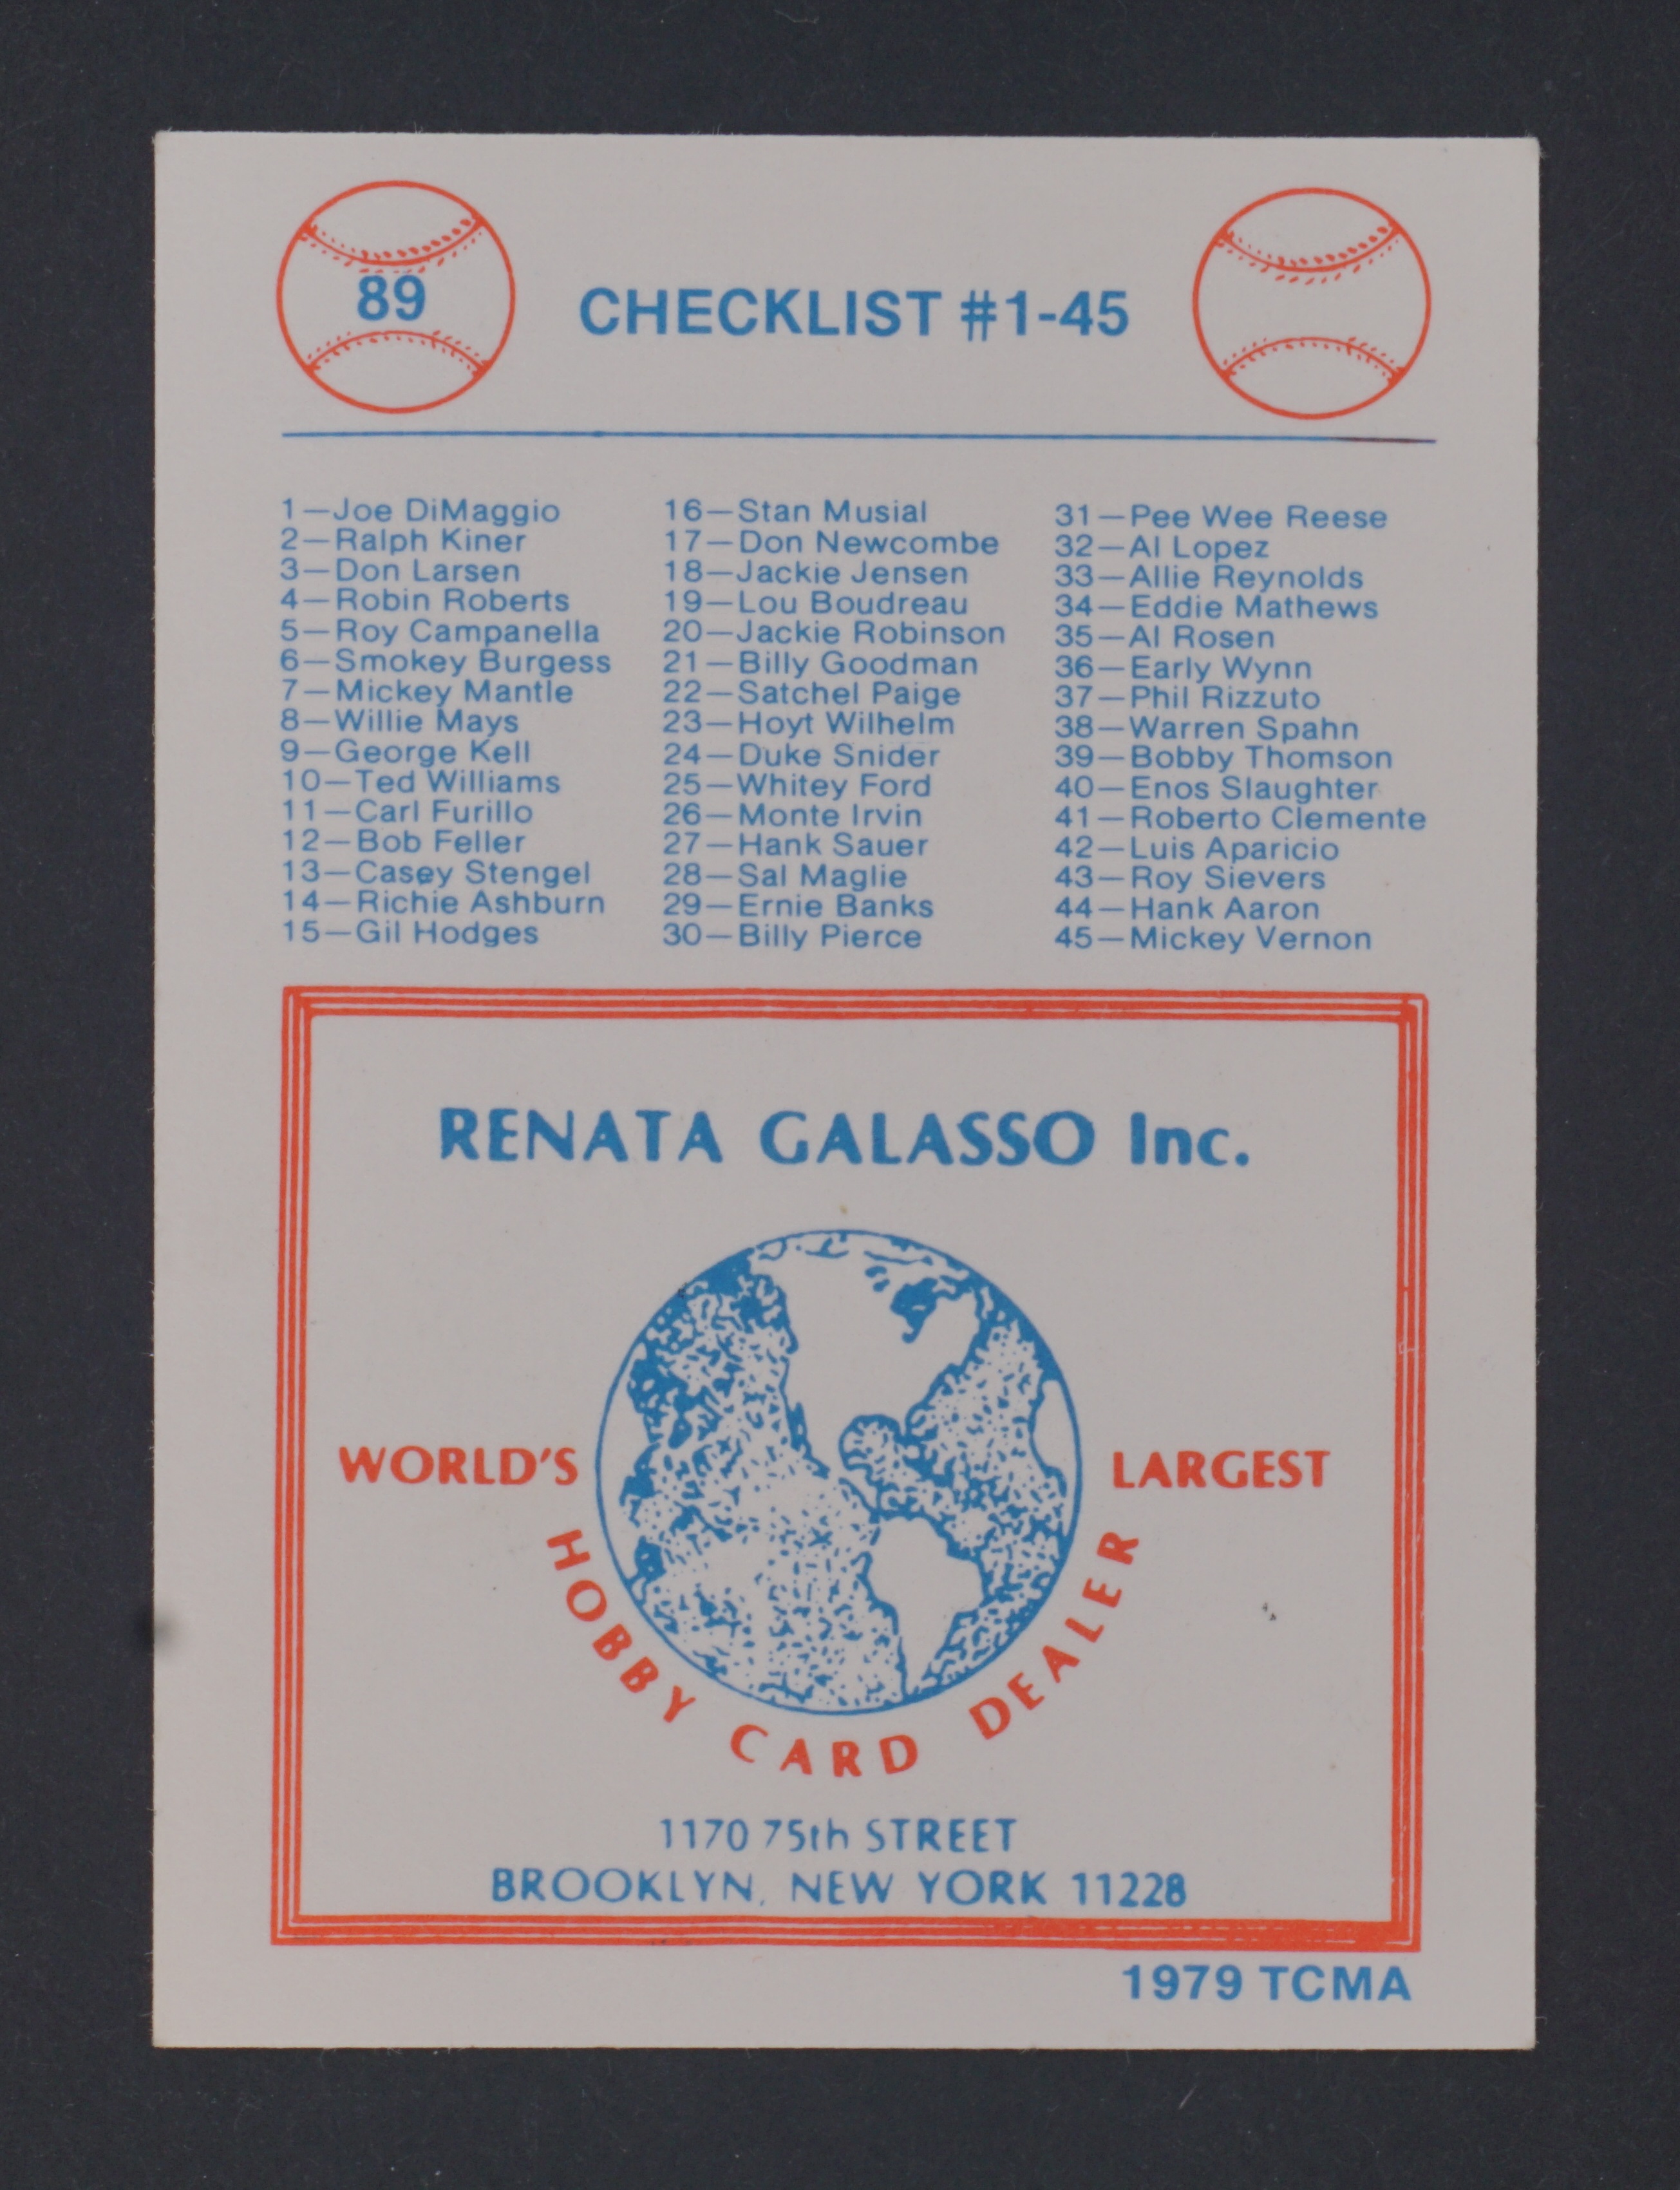 89
CHECKLIST #1-45
1—Joe DiMaggio
2—Ralph Kiner
3—Don Larsen
4—Robin Roberts
5—Roy Campanella
6—Smokey Burgess
7—Mickey Mantle
8—Willie Mays
9—George Kell
10—Ted Williams
11—Carl Furillo
12—Bob Feller
13—Casey Stengel
14—Richie Ashburn
15—Gil Hodges
16—Stan Musial
17—Don Newcombe
18—Jackie Jensen
19—Lou Boudreau
20—Jackie Robinson
21—Billy Goodman
22—Satchel Paige
23—Hoyt Wilhelm
24—Duke Snider
25—Whitey Ford
26—Monte Irvin
27—Hank Sauer
28—Sal Maglie
29—Ernie Banks
30—Billy Pierce
31—Pee Wee Reese
32—Al Lopez
33—Allie Reynolds
34—Eddie Mathews
35—Al Rosen
36—Early Wynn
37—Phil Rizzuto
38—Warren Spahn
39—Bobby Thomson
40—Enos Slaughter
41—Roberto Clemente
42—Luis Aparicio
43—Roy Sievers
44—Hank Aaron
45—Mickey Vernon
RENATA GALASSO Inc.
WORLD'S LARGEST
HOBBY CARD DEALER
1170 75th STREET
BROOKLYN, NEW YORK 11228
1979 TCMA